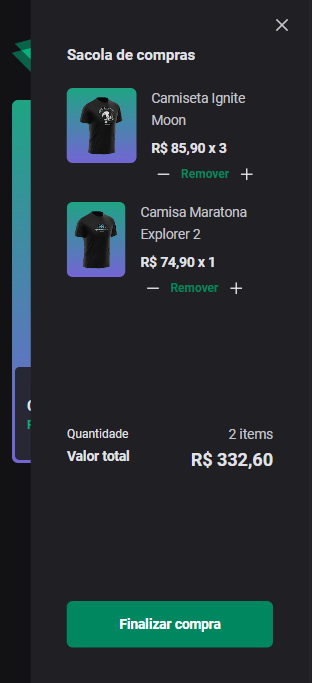 Sacola de compras
Camiseta Ignite
Moon
R$ 85,90 x 3
Remover
Camisa Maratona
Explorer 2
R$ 74,90 x 1
Remover
Quantidade 2 items
Valor total R$ 332,60
Finalizar compra